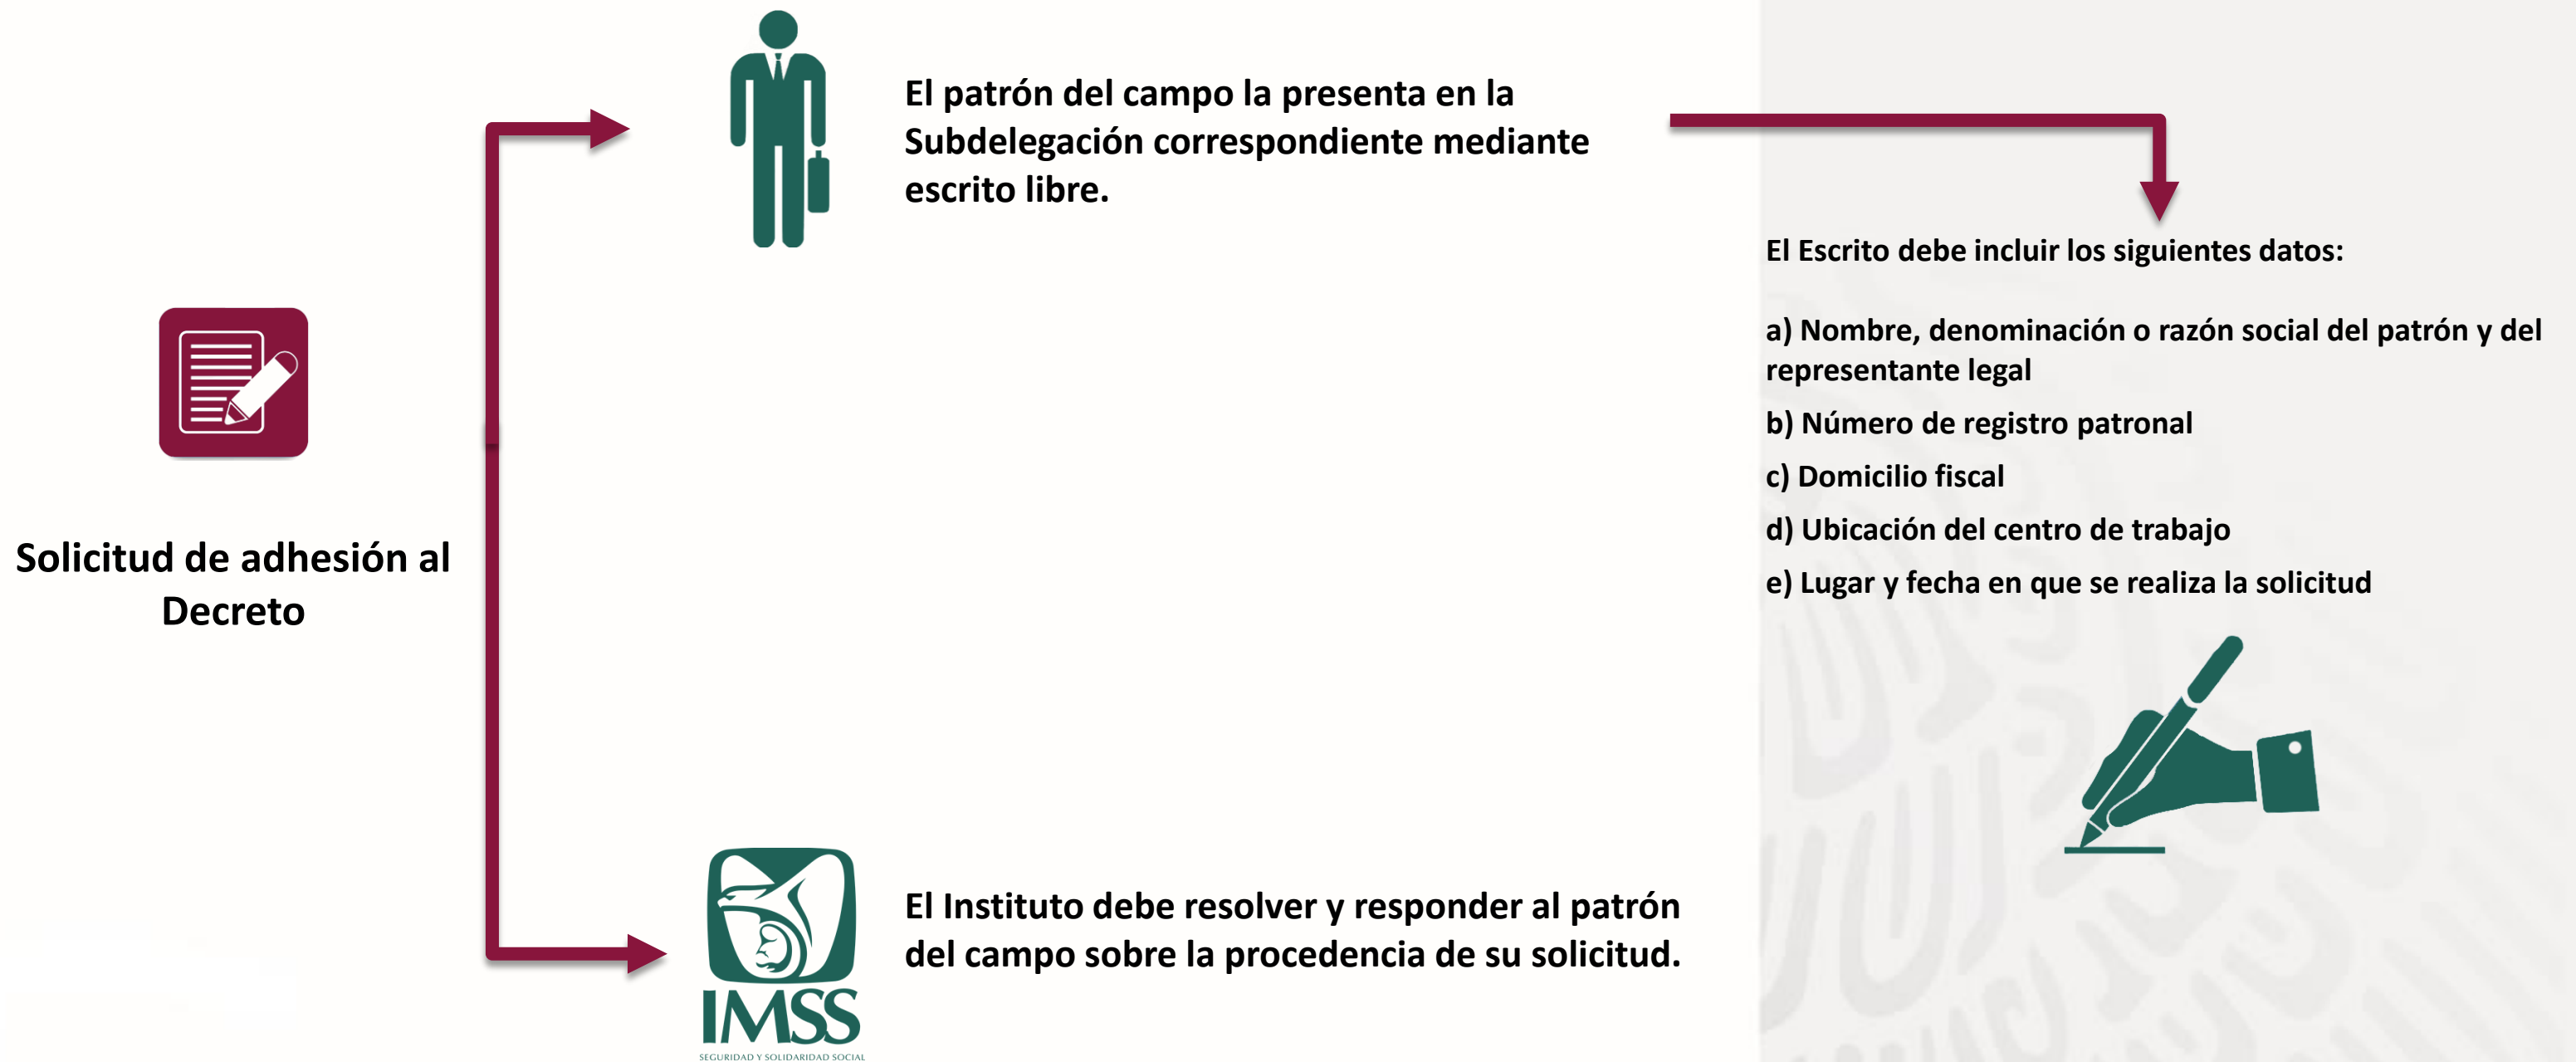 El patrón del campo la presenta en la
Subdelegación correspondiente mediante
escrito libre.
El Escrito debe incluir los siguientes datos:
a) Nombre, denominación o razón social del patrón y del
representante legal
b) Número de registro patronal
c) Domicilio fiscal
d) Ubicación del centro de trabajo
e) Lugar y fecha en que se realiza la solicitud
Solicitud de adhesión al
Decreto
El Instituto debe resolver y responder al patrón
del campo sobre la procedencia de su solicitud.
IMSS
SEGURIDAD Y SOLIDARIDAD SOCIAL